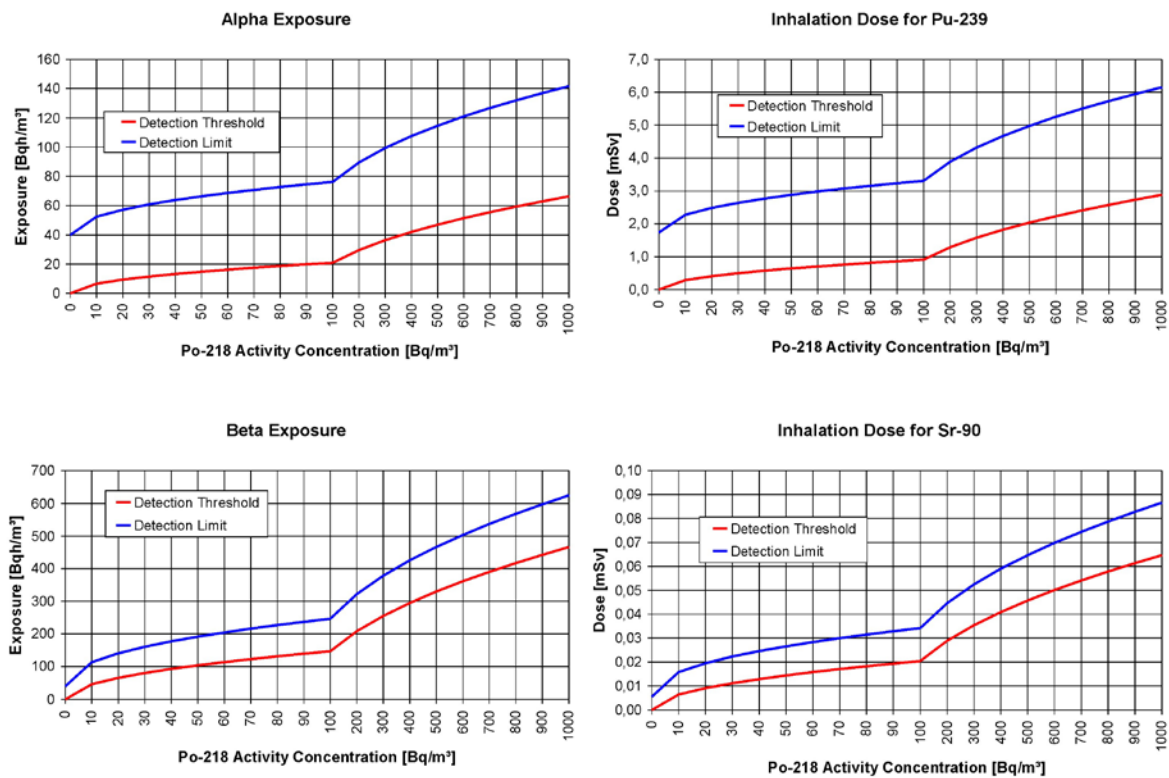 Alpha Exposure
Exposure [Bqh/m³]
160
140
120
100
80
60
40
20
0
Detection Threshold
Detection Limit
0 10 20 30 40 50 60 70 80 90 100 200 300 400 500 600 700 800 900 1000
Po-218 Activity Concentration [Bq/m³]
Inhalation Dose for Pu-239
Dose [mSv]
7,0
6,0
5,0
4,0
3,0
2,0
1,0
0,0
Detection Threshold
Detection Limit
0 10 20 30 40 50 60 70 80 90 100 200 300 400 500 600 700 800 900 1000
Po-218 Activity Concentration [Bq/m³]
Beta Exposure
Exposure [Bqh/m³]
700
600
500
400
300
200
100
0
Detection Threshold
Detection Limit
0 10 20 30 40 50 60 70 80 90 100 200 300 400 500 600 700 800 900 1000
Po-218 Activity Concentration [Bq/m³]
Inhalation Dose for Sr-90
Dose [mSv]
0,10
0,09
0,08
0,07
0,06
0,05
0,04
0,03
0,02
0,01
0,00
Detection Threshold
Detection Limit
0 10 20 30 40 50 60 70 80 90 100 200 300 400 500 600 700 800 900 1000
Po-218 Activity Concentration [Bq/m³]